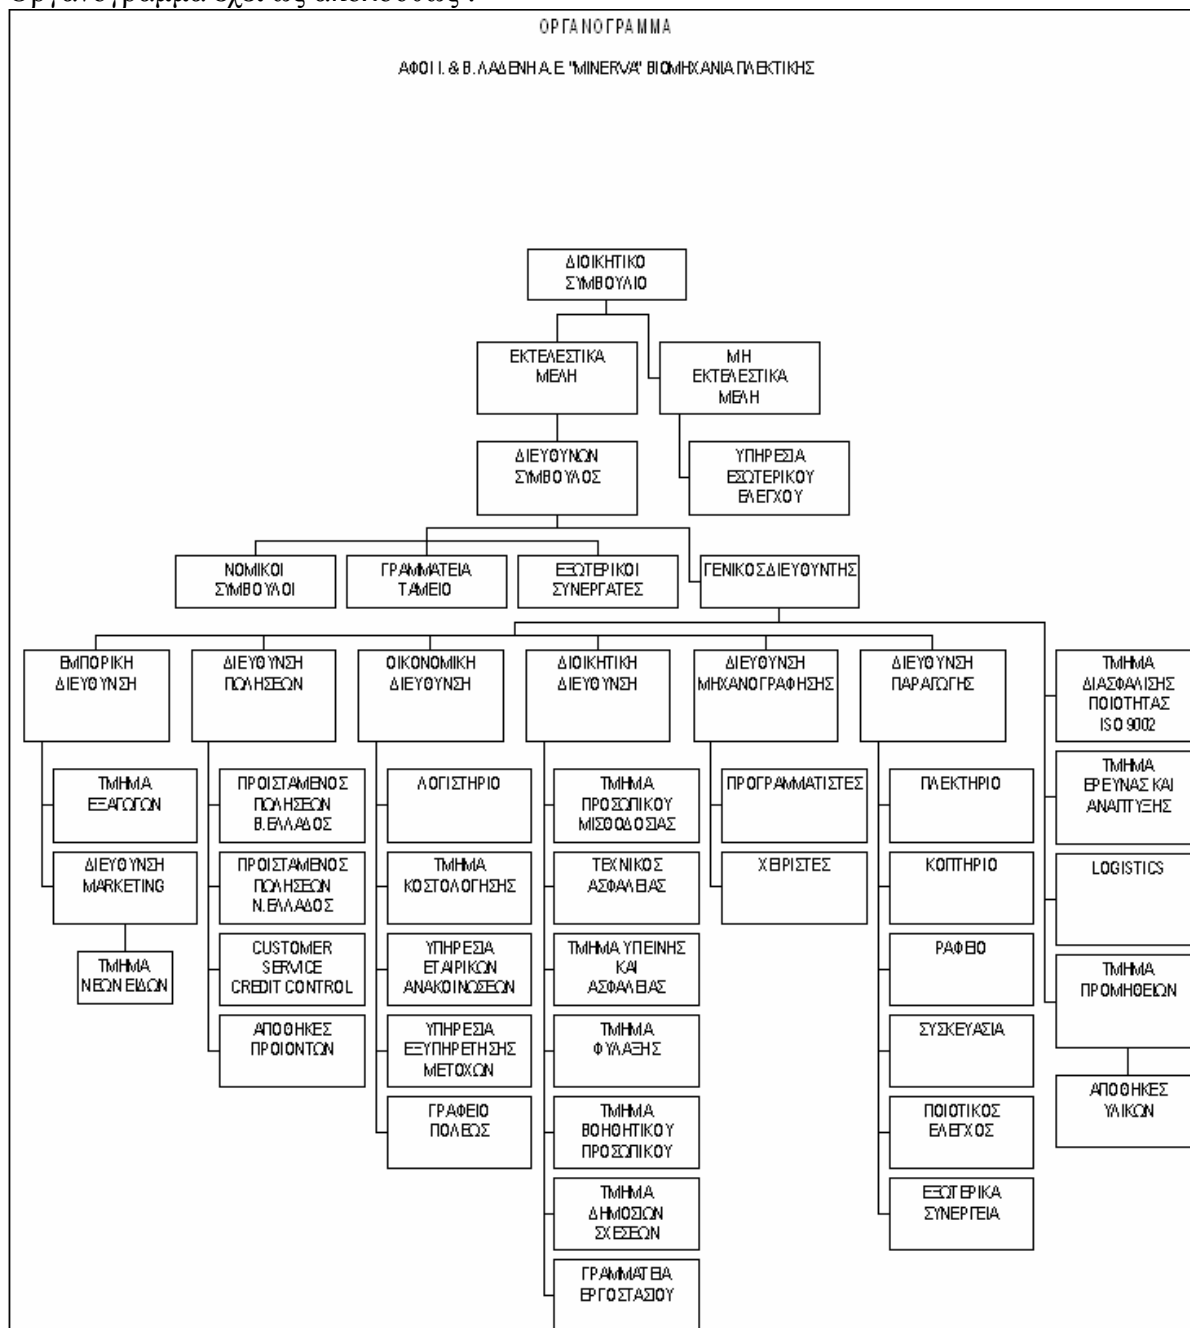 Οργανόγραμμα έχει ως ακολούθως :
ΟΡΓΑΝΟΓΡΑΜΜΑ
ΑΦΟΙ Ι. & Β. ΛΑΔΕΝΗ Α.Ε. "MINERVA" ΒΙΟΜΗΧΑΝΙΑ ΠΛΕΚΤΙΚΗΣ
ΔΙΟΙΚΗΤΙΚΟ
ΣΥΜΒΟΥΛΙΟ
ΕΚΤΕΛΕΣΤΙΚΑ
ΜΕΛΗ
ΜΗ
ΕΚΤΕΛΕΣΤΙΚΑ
ΜΕΛΗ
ΔΙΕΥΘΥΝΩΝ
ΣΥΜΒΟΥΛΟΣ
ΥΠΗΡΕΣΙΑ
ΕΣΩΤΕΡΙΚΟΥ
ΕΛΕΓΧΟΥ
ΝΟΜΙΚΟΙ
ΣΥΜΒΟΥΛΟΙ
ΓΡΑΜΜΑΤΕΙΑ
ΤΑΜΕΙΟ
ΕΞΩΤΕΡΙΚΟΙ
ΣΥΝΕΡΓΑΤΕΣ
ΓΕΝΙΚΟΣ ΔΙΕΥΘΥΝΤΗΣ
ΕΜΠΟΡΙΚΗ
ΔΙΕΥΘΥΝΣΗ
ΤΜΗΜΑ
ΕΞΑΓΩΓΩΝ
ΔΙΕΥΘΥΝΣΗ
MARKETING
ΤΜΗΜΑ
ΝΕΩΝ ΕΙΔΩΝ
ΔΙΕΥΘΥΝΣΗ
ΠΩΛΗΣΕΩΝ
ΠΡΟΙΣΤΑΜΕΝΟΣ
ΠΩΛΗΣΕΩΝ
Β.ΕΛΛΑΔΟΣ
ΠΡΟΙΣΤΑΜΕΝΟΣ
ΠΩΛΗΣΕΩΝ
Ν.ΕΛΛΑΔΟΣ
CUSTOMER
SERVICE
CREDIT CONTROL
ΑΠΟΘΗΚΕΣ
ΠΡΟΙΟΝΤΩΝ
ΟΙΚΟΝΟΜΙΚΗ
ΔΙΕΥΘΥΝΣΗ
ΛΟΓΙΣΤΗΡΙΟ
ΤΜΗΜΑ
ΚΟΣΤΟΛΟΓΗΣΗΣ
ΥΠΗΡΕΣΙΑ
ΕΤΑΙΡΙΚΩΝ
ΑΝΑΚΟΙΝΩΣΕΩΝ
ΥΠΗΡΕΣΙΑ
ΕΞΥΠΗΡΕΤΗΣΗΣ
ΜΕΤΟΧΩΝ
ΓΡΑΦΕΙΟ
ΠΟΛΕΩΣ
ΔΙΟΙΚΗΤΙΚΗ
ΔΙΕΥΘΥΝΣΗ
ΤΜΗΜΑ
ΠΡΟΣΩΠΙΚΟΥ
ΜΙΣΘΟΔΟΣΙΑΣ
ΤΕΧΝΙΚΟΣ
ΑΣΦΑΛΕΙΑΣ
ΤΜΗΜΑ ΥΓΙΕΙΝΗΣ
ΚΑΙ
ΑΣΦΑΛΕΙΑΣ
ΤΜΗΜΑ
ΦΥΛΑΞΗΣ
ΤΜΗΜΑ
ΒΟΗΘΗΤΙΚΟΥ
ΠΡΟΣΩΠΙΚΟΥ
ΤΜΗΜΑ
ΔΗΜΟΣΙΩΝ
ΣΧΕΣΕΩΝ
ΓΡΑΜΜΑΤΕΙΑ
ΕΡΓΟΣΤΑΣΙΟΥ
ΔΙΕΥΘΥΝΣΗ
ΜΗΧΑΝΟΓΡΑΦΗΣΗΣ
ΠΡΟΓΡΑΜΜΑΤΙΣΤΕΣ
ΧΕΙΡΙΣΤΕΣ
ΔΙΕΥΘΥΝΣΗ
ΠΑΡΑΓΩΓΗΣ
ΠΛΕΚΤΗΡΙΟ
ΚΟΠΤΗΡΙΟ
ΡΑΦΕΙΟ
ΣΥΣΚΕΥΑΣΙΑ
ΠΟΙΟΤΙΚΟΣ
ΕΛΕΓΧΟΣ
ΕΞΩΤΕΡΙΚΑ
ΣΥΝΕΡΓΕΙΑ
ΤΜΗΜΑ
ΔΙΑΣΦΑΛΙΣΗΣ
ΠΟΙΟΤΗΤΑΣ
ISO 9002
ΤΜΗΜΑ
ΕΡΕΥΝΑΣ ΚΑΙ
ΑΝΑΠΤΥΞΗΣ
LOGISTICS
ΤΜΗΜΑ
ΠΡΟΜΗΘΕΙΩΝ
ΑΠΟΘΗΚΕΣ
ΥΛΙΚΩΝ